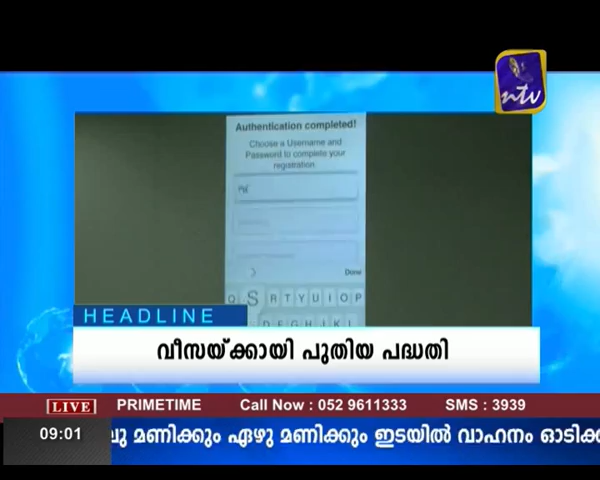 ntv
Authentication completed!
Choose a Username and
Password to complete your
registration.
Done
Q S R T Y U I O P
D F G H J K L
HEADLINE
വീസയ്ക്കായി പുതിയ പദ്ധതി
LIVE PRIMETIME Call Now : 052 9611333 SMS : 3939
09:01 മണിക്കും ഏഴു മണിക്കും ഇടയിൽ വാഹനം